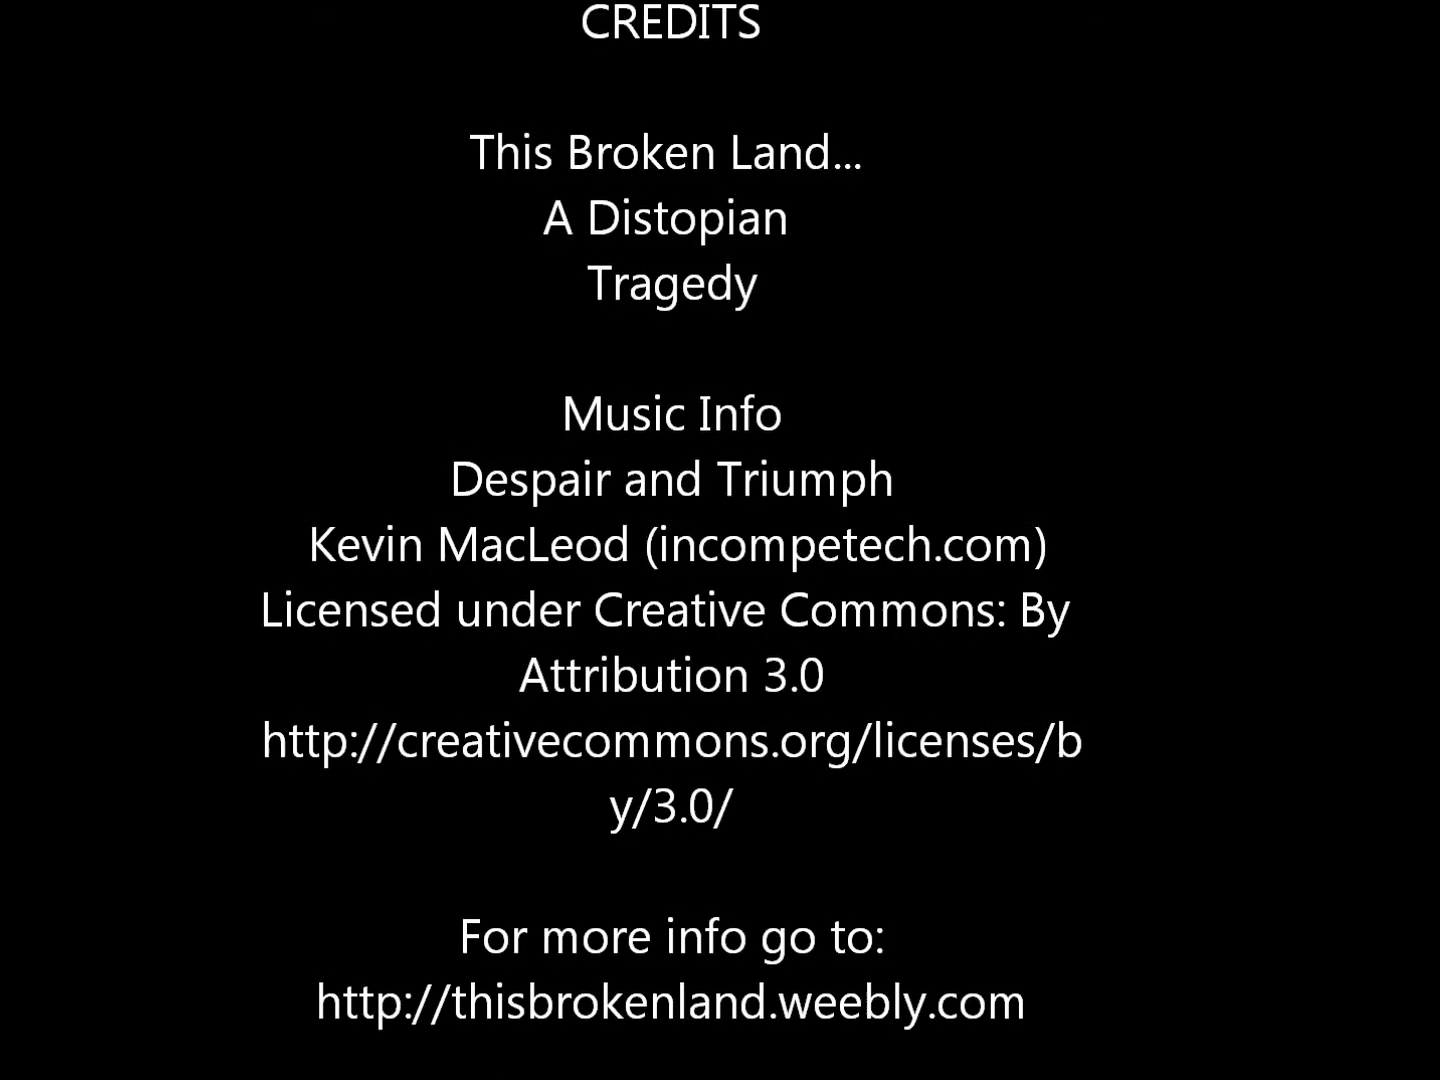 CREDITS
This Broken Land...
A Distopian
Tragedy
Music Info
Despair and Triumph
Kevin MacLeod (incompetech.com)
Licensed under Creative Commons: By
Attribution 3.0
http://creativecommons.org/licenses/b
y/3.0/
For more info go to:
http://thisbrokenland.weebly.com